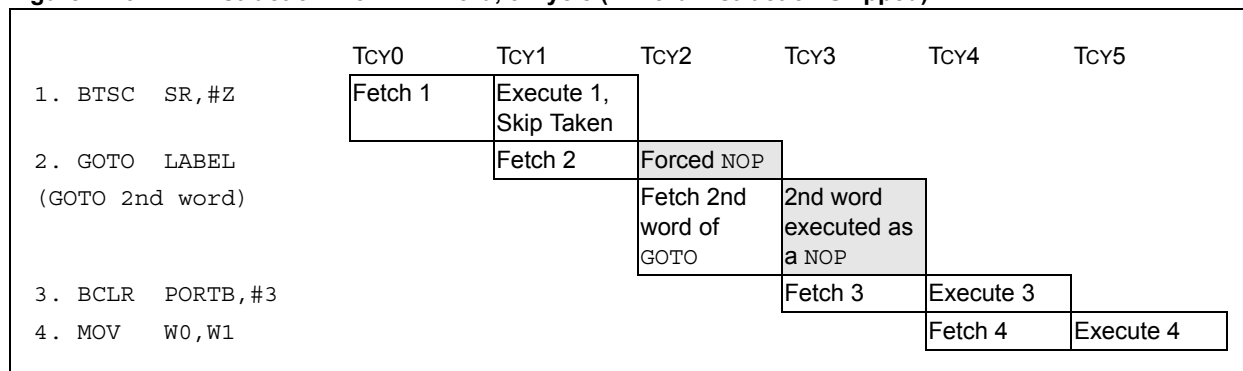 TCY0 TCY1 TCY2 TCY3 TCY4 TCY5
1. BTSC SR,#Z Fetch 1 Execute 1,
Skip Taken
2. GOTO LABEL Fetch 2 Forced NOP
(GOTO 2nd word) Fetch 2nd 2nd word
word of executed as
GOTO a NOP
3. BCLR PORTB,#3 Fetch 3 Execute 3
4. MOV W0,W1 Fetch 4 Execute 4